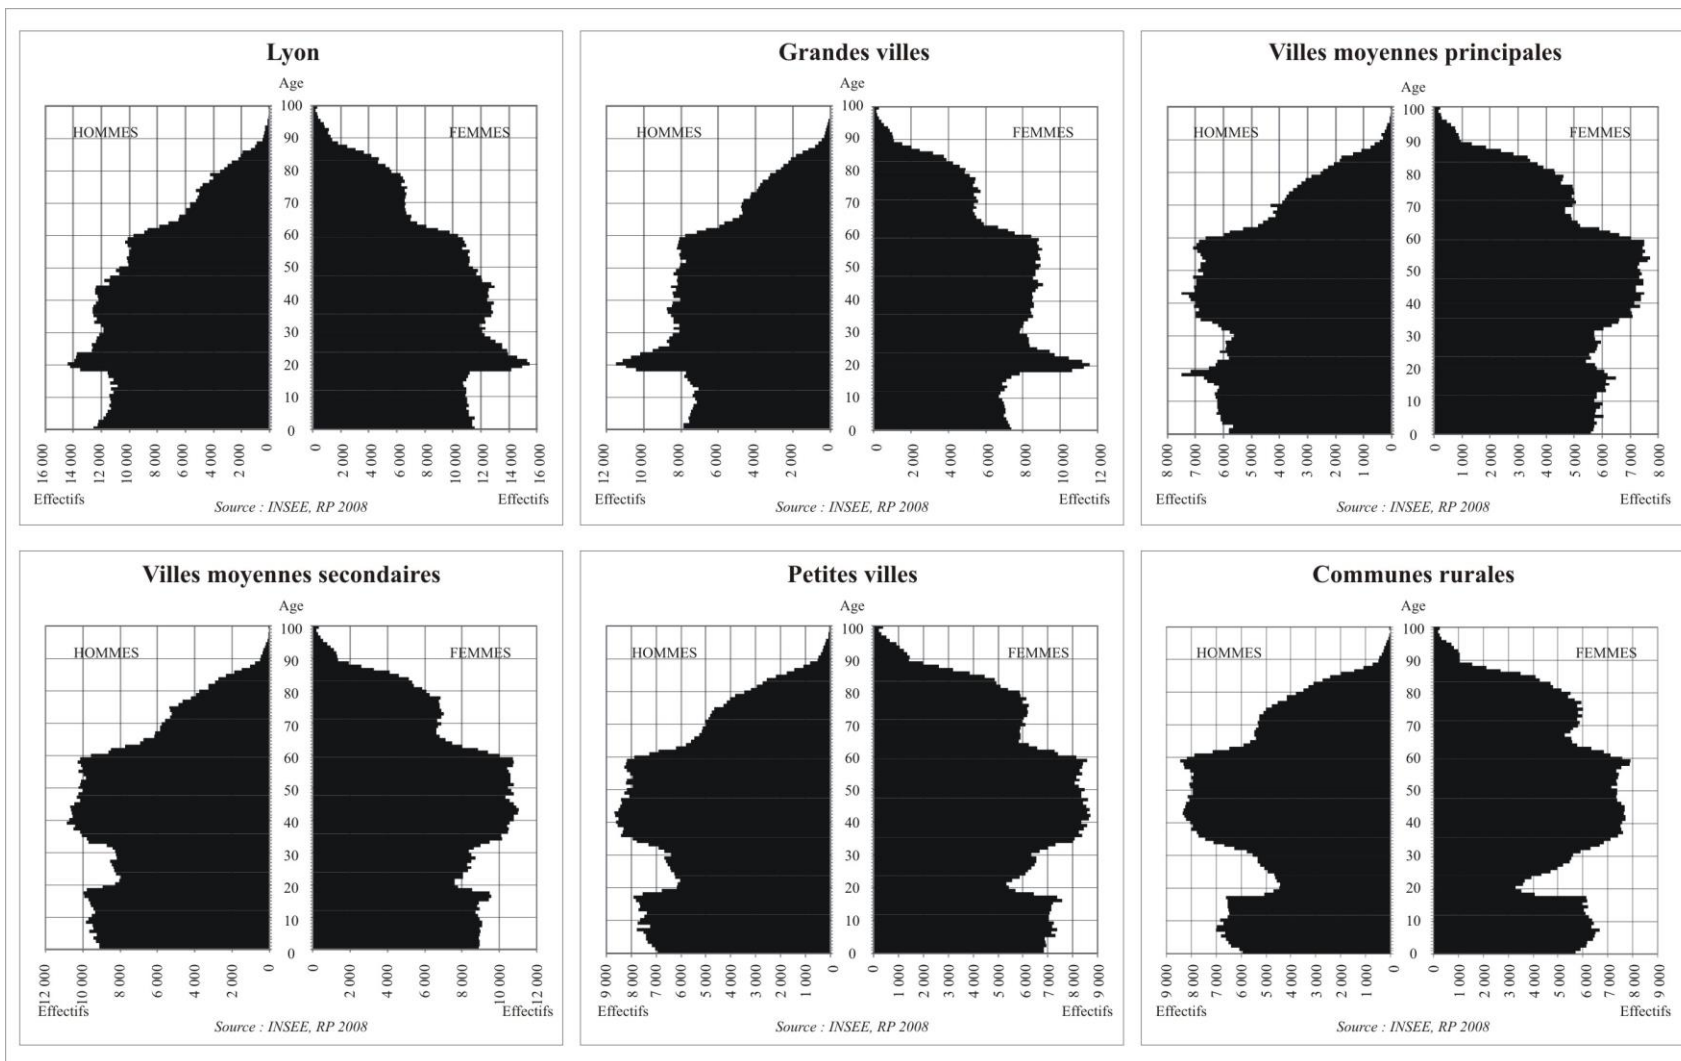 Lyon
Age
HOMMES
FEMMES
100
90
80
70
60
50
40
30
20
10
0
16 000 14 000 12 000 10 000 8 000 6 000 4 000 2 000 0
0 2 000 4 000 6 000 8 000 10 000 12 000 14 000 16 000
Effectifs
Effectifs
Source : INSEE, RP 2008
Grandes villes
Age
HOMMES
FEMMES
100
90
80
70
60
50
40
30
20
10
0
12 000 10 000 8 000 6 000 4 000 2 000 0
0 2 000 4 000 6 000 8 000 10 000 12 000
Effectifs
Effectifs
Source : INSEE, RP 2008
Villes moyennes principales
Age
HOMMES
FEMMES
100
90
80
70
60
50
40
30
20
10
0
8 000 7 000 6 000 5 000 4 000 3 000 2 000 1 000 0
0 1 000 2 000 3 000 4 000 5 000 6 000 7 000 8 000
Effectifs
Effectifs
Source : INSEE, RP 2008
Villes moyennes secondaires
Age
HOMMES
FEMMES
100
90
80
70
60
50
40
30
20
10
0
12 000 10 000 8 000 6 000 4 000 2 000 0
0 2 000 4 000 6 000 8 000 10 000 12 000
Effectifs
Effectifs
Source : INSEE, RP 2008
Petites villes
Age
HOMMES
FEMMES
100
90
80
70
60
50
40
30
20
10
0
9 000 8 000 7 000 6 000 5 000 4 000 3 000 2 000 1 000 0
0 1 000 2 000 3 000 4 000 5 000 6 000 7 000 8 000 9 000
Effectifs
Effectifs
Source : INSEE, RP 2008
Communes rurales
Age
HOMMES
FEMMES
100
90
80
70
60
50
40
30
20
10
0
9 000 8 000 7 000 6 000 5 000 4 000 3 000 2 000 1 000 0
0 1 000 2 000 3 000 4 000 5 000 6 000 7 000 8 000 9 000
Effectifs
Effectifs
Source : INSEE, RP 2008